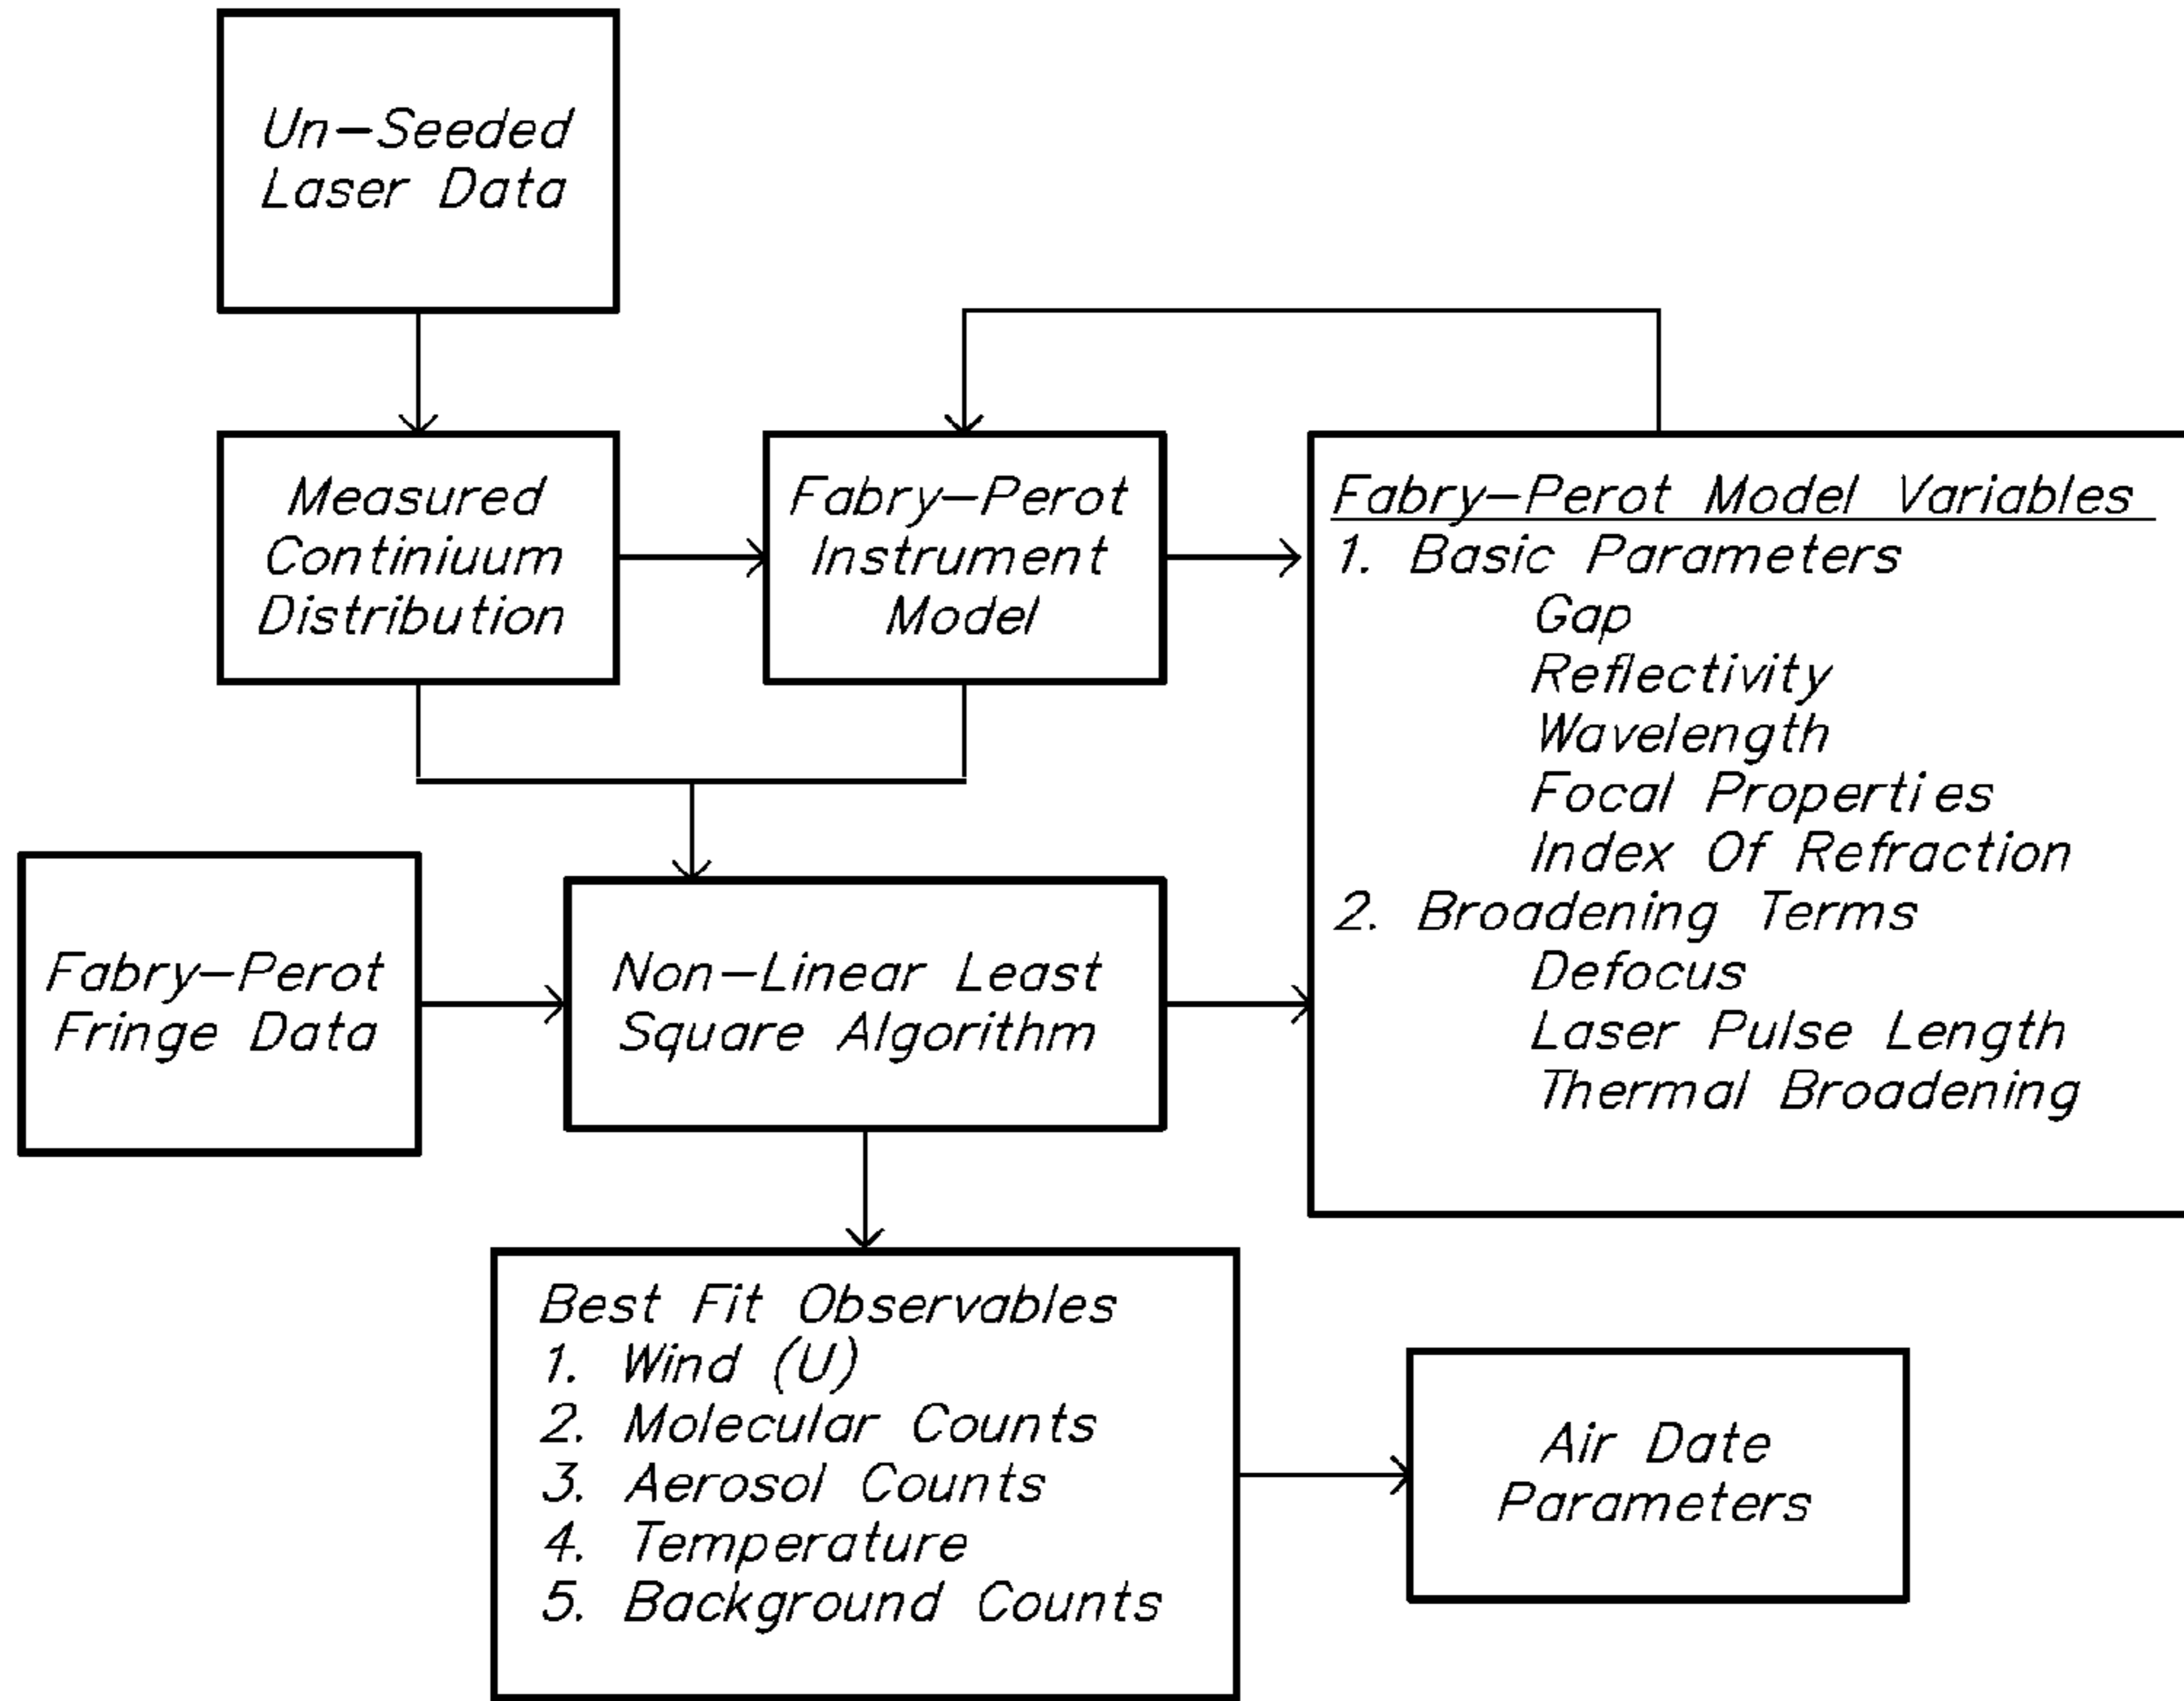 Un-Seeded
Laser Data
Measured
Continiuum
Distribution
Fabry-Perot
Instrument
Model
Fabry-Perot Model Variables
1. Basic Parameters
Gap
Reflectivity
Wavelength
Focal Properties
Index Of Refraction
2. Broadening Terms
Defocus
Laser Pulse Length
Thermal Broadening
Fabry-Perot
Fringe Data
Non-Linear Least
Square Algorithm
Best Fit Observables
1. Wind (U)
2. Molecular Counts
3. Aerosol Counts
4. Temperature
5. Background Counts
Air Date
Parameters